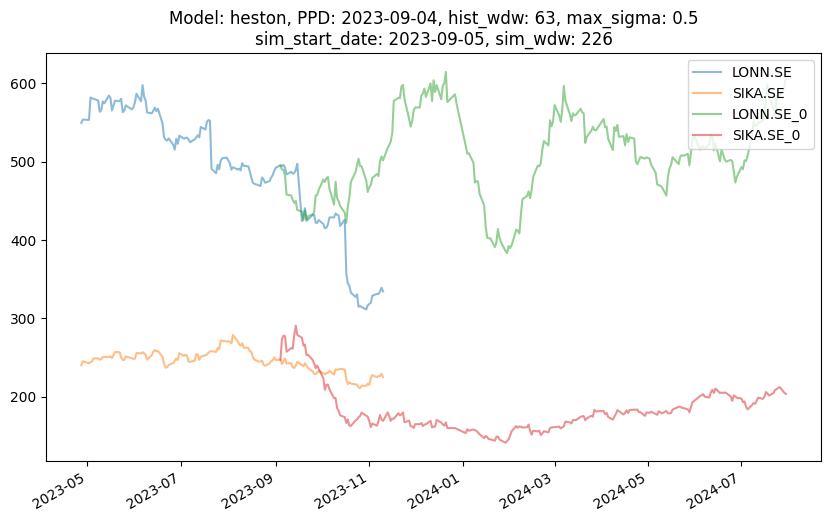 Model: heston, PPD: 2023-09-04, hist_wdw: 63, max_sigma: 0.5
sim_start_date: 2023-09-05, sim_wdw: 226
LONN.SE
SIKA.SE
LONN.SE_0
SIKA.SE_0
600
500
400
300
200
2023-05
2023-07
2023-09
2023-11
2024-01
2024-03
2024-05
2024-07